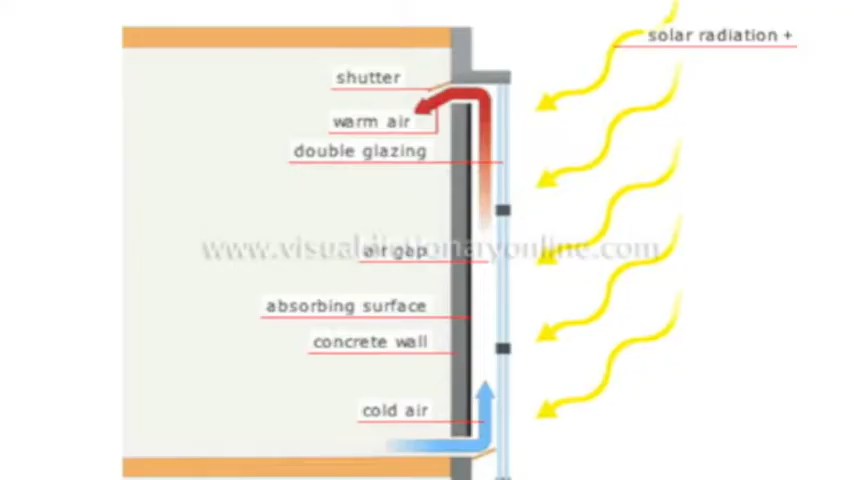 solar radiation +
shutter
warm air
double glazing
www.visualdictionaryonline.com
air gap
absorbing surface
concrete wall
cold air